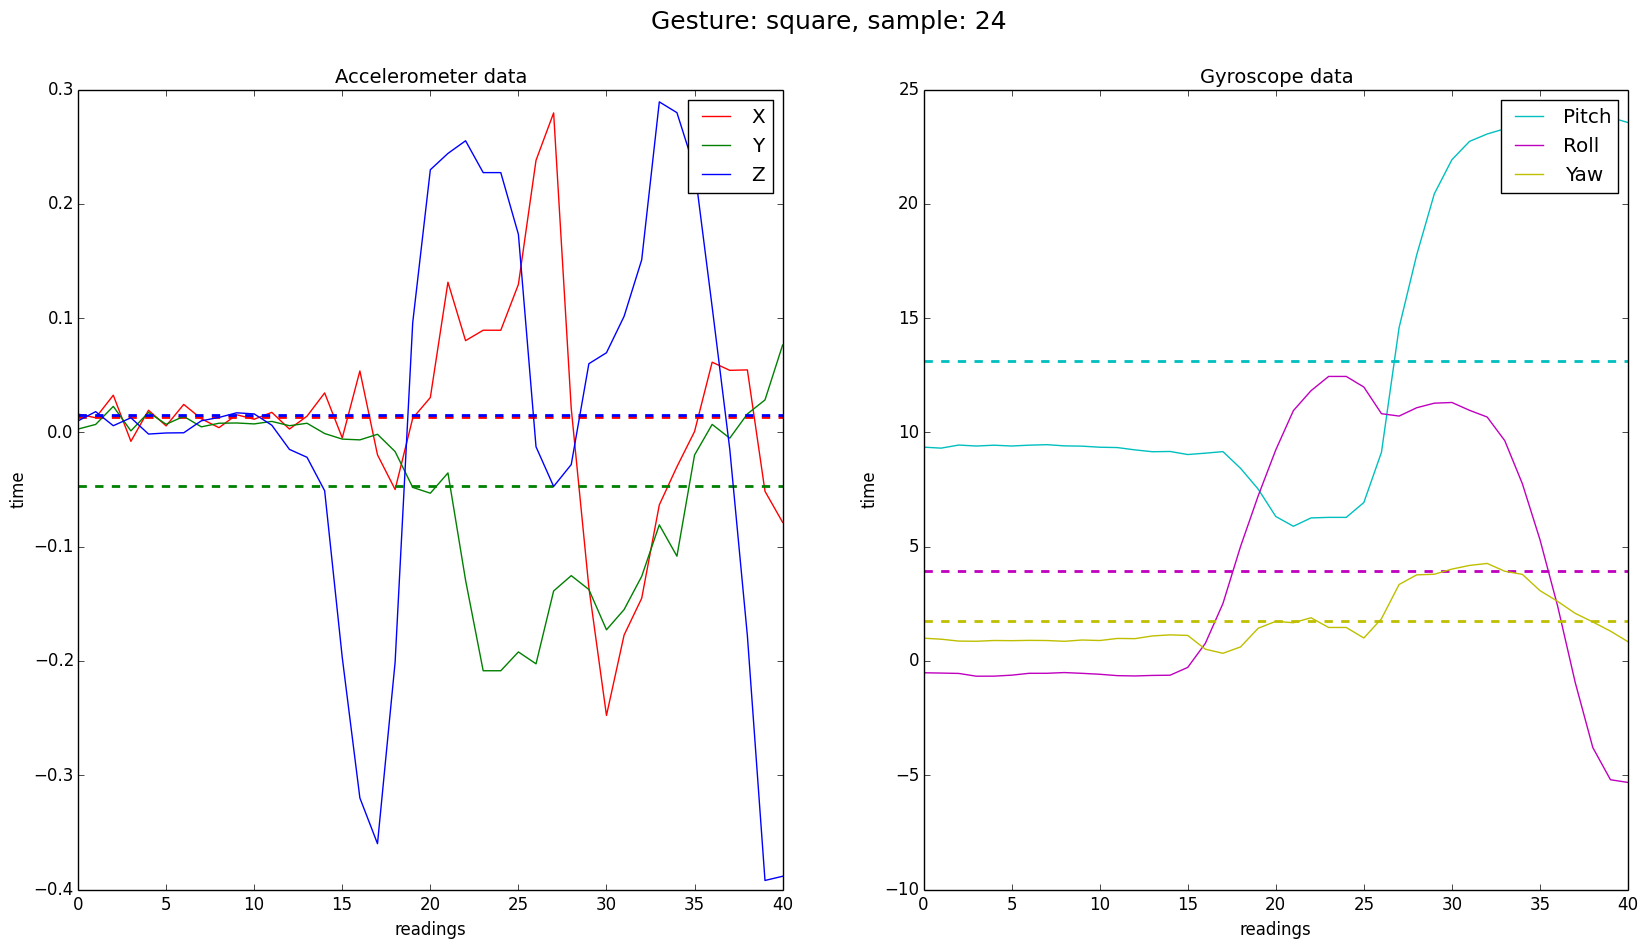 Gesture: square, sample: 24
Accelerometer data
0.3
0.2
0.1
0.0
−0.1
−0.2
−0.3
−0.4
time
0 5 10 15 20 25 30 35 40
readings
X
Y
Z
Gyroscope data
25
20
15
10
5
0
−5
−10
time
0 5 10 15 20 25 30 35 40
readings
Pitch
Roll
Yaw